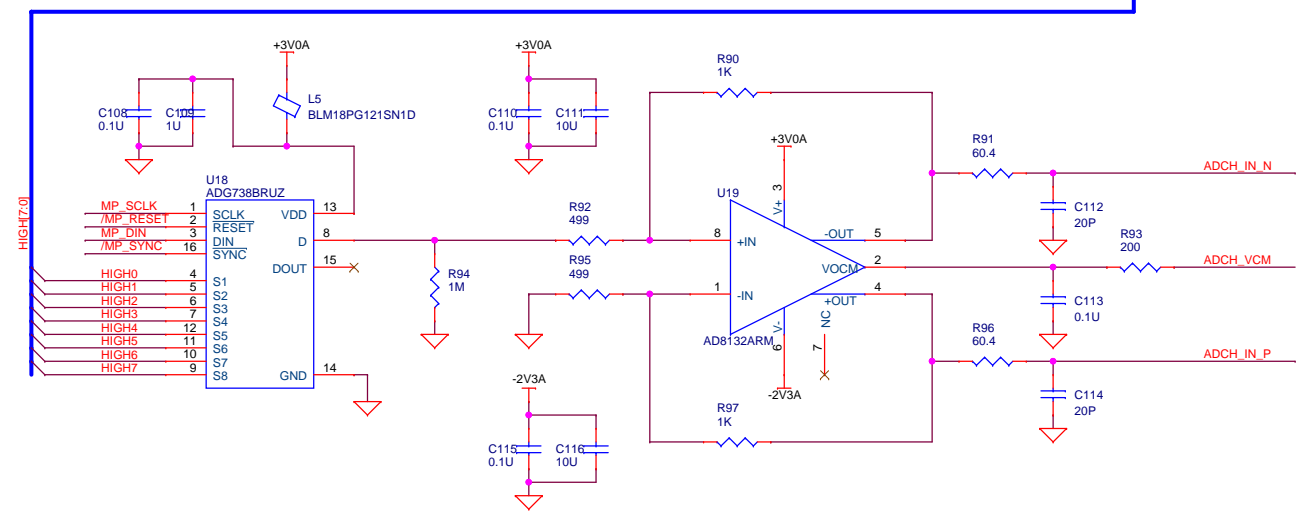 +3V0A
+3V0A
R90
1K
L5
BLM18PG121SN1D
C108
0.1U
C109
1U
C110
0.1U
C111
10U
+3V0A
R91
60.4
ADCH_IN_N
U18
ADG738BRUZ
U19
HIGH[7:0]
MP_SCLK
1
SCLK
VDD
13
/MP_RESET
2
RESET
MP_DIN
3
DIN
D
8
/MP_SYNC
16
SYNC
DOUT
15
HIGH0
4
S1
HIGH1
5
S2
HIGH2
6
S3
HIGH3
7
S4
HIGH4
12
S5
HIGH5
11
S6
HIGH6
10
S7
HIGH7
9
S8
GND
14
R92
499
R95
499
R94
1M
3
V+
8
+IN
-OUT
5
VOCM
2
1
-IN
+OUT
4
V-
6
NC
7
AD8132ARM
-2V3A
C112
20P
R93
200
ADCH_VCM
C113
0.1U
R96
60.4
ADCH_IN_P
C114
20P
-2V3A
R97
1K
C115
0.1U
C116
10U